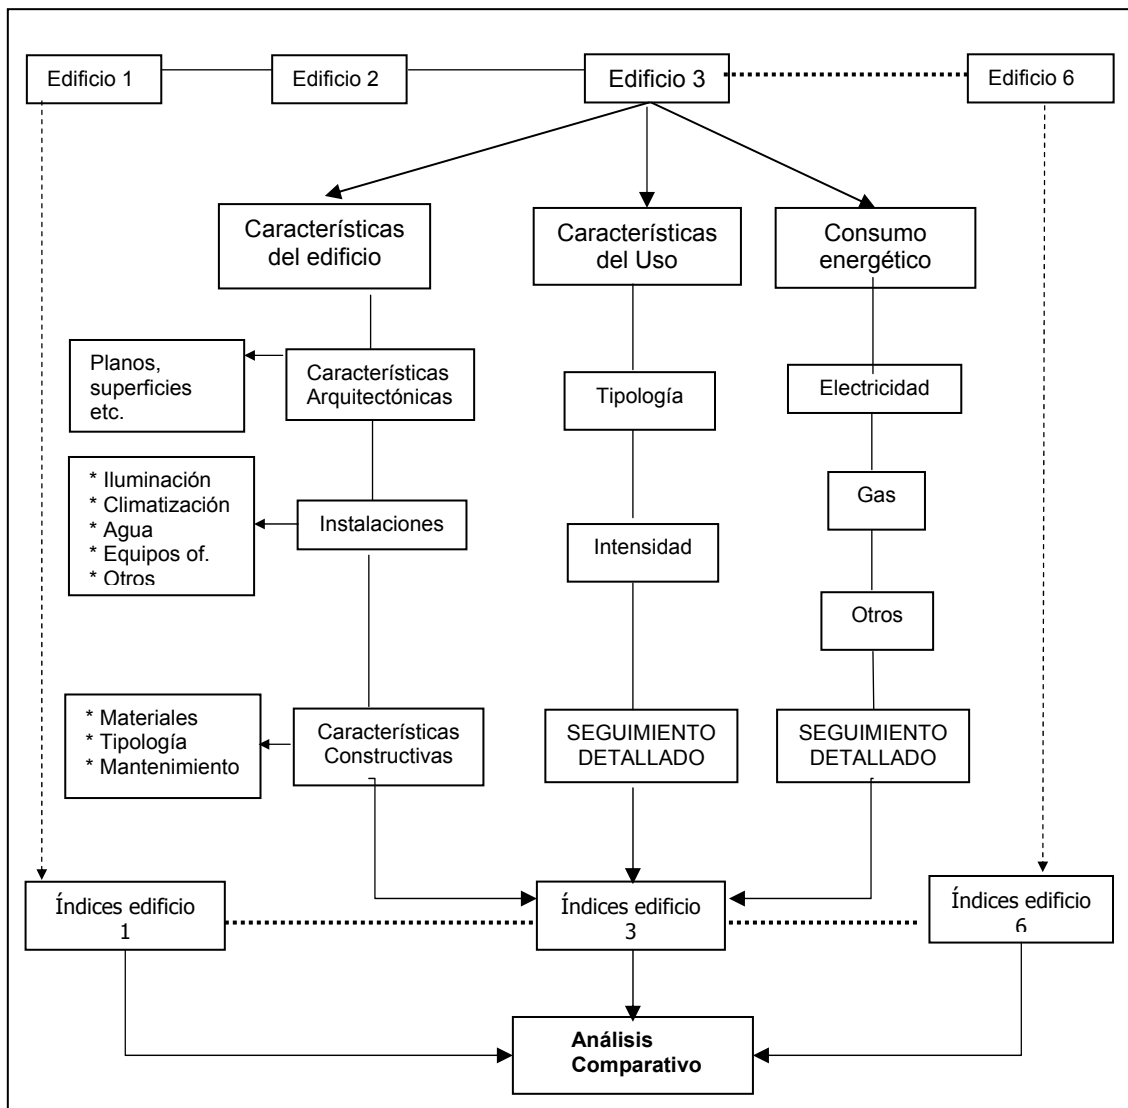 Edificio 1
Edificio 2
Edificio 3
Edificio 6
Características
del edificio
Características
del Uso
Consumo
energético
Planos,
superficies
etc.
Características
Arquitectónicas
Tipología
Electricidad
* Iluminación
* Climatización
* Agua
* Equipos of.
* Otros
Instalaciones
Intensidad
Gas
Otros
* Materiales
* Tipología
* Mantenimiento
Características
Constructivas
SEGUIMIENTO
DETALLADO
SEGUIMIENTO
DETALLADO
Índices edificio
1
Índices edificio
3
Índices edificio
6
Análisis
Comparativo